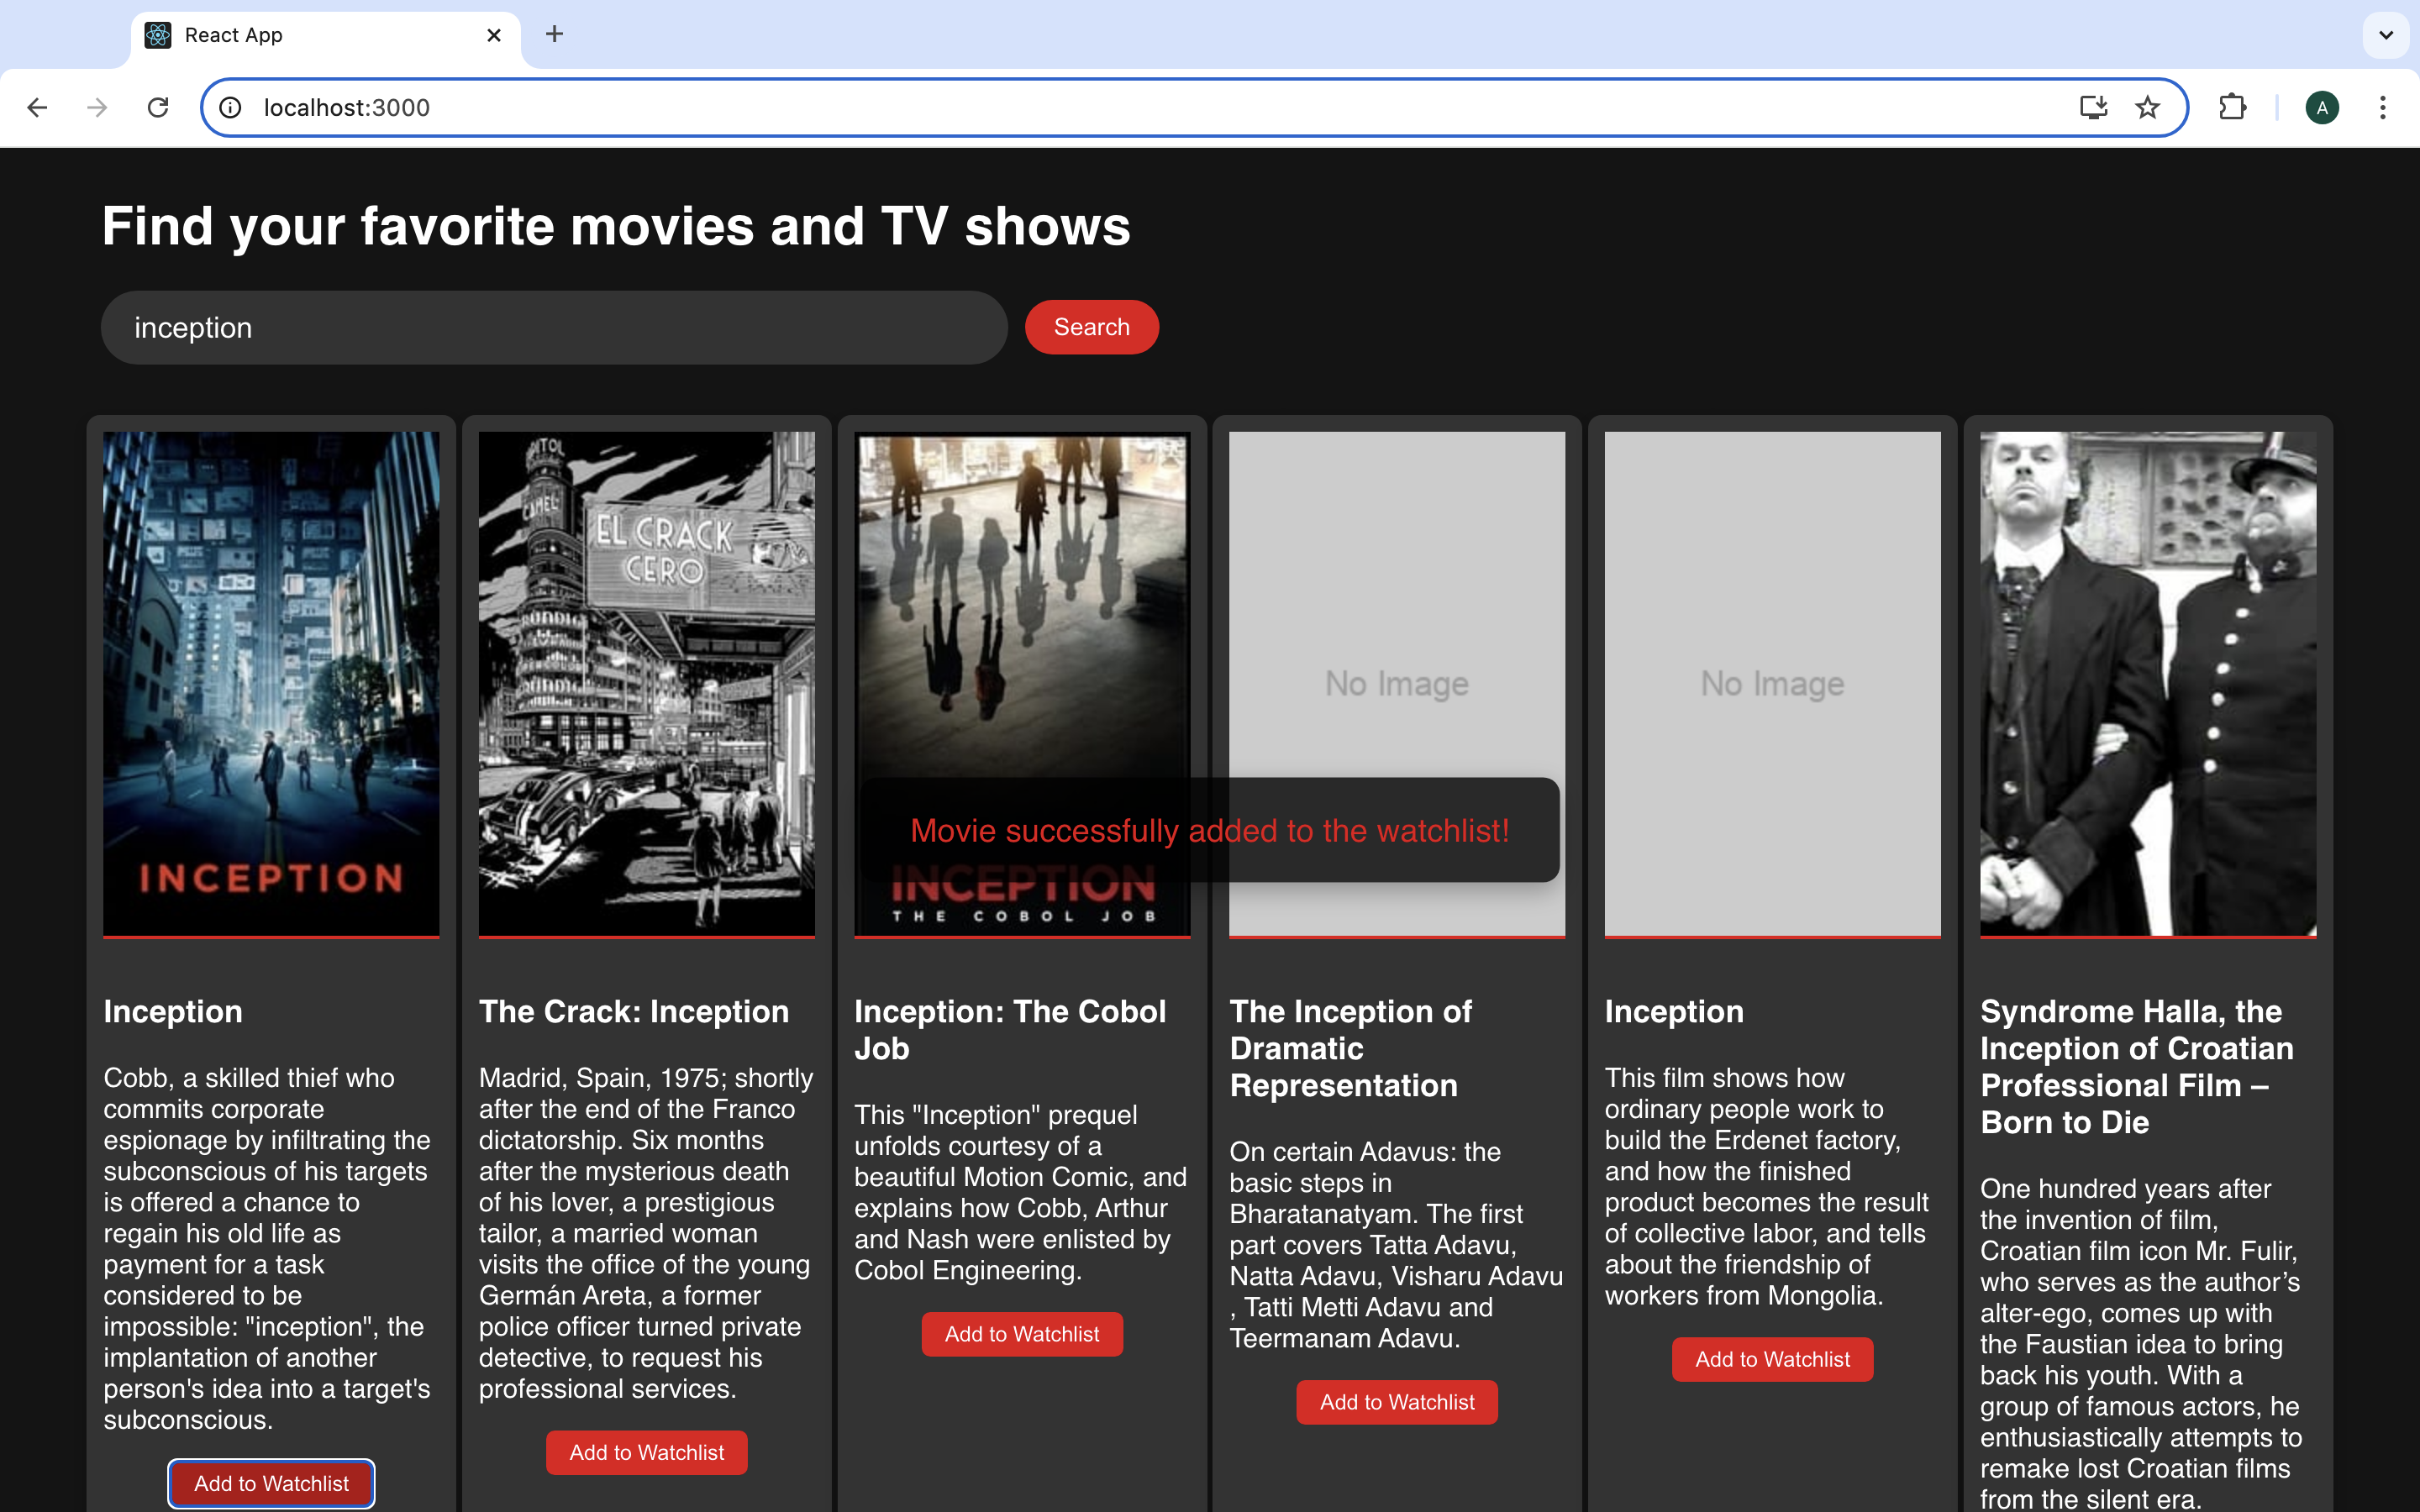 React App
localhost:3000
A
Find your favorite movies and TV shows
inception
Search
INCEPTION
Inception
Cobb, a skilled thief who
commits corporate
espionage by infiltrating the
subconscious of his targets
is offered a chance to
regain his old life as
payment for a task
considered to be
impossible: "inception", the
implantation of another
person's idea into a target's
subconscious.
Add to Watchlist
CAMEL
EL CRACK
CERO
The Crack: Inception
Madrid, Spain, 1975; shortly
after the end of the Franco
dictatorship. Six months
after the mysterious death
of his lover, a prestigious
tailor, a married woman
visits the office of the young
Germán Areta, a former
police officer turned private
detective, to request his
professional services.
Add to Watchlist
Movie successfully added to the watchlist!
INCEPTION
THE COBOL JOB
Inception: The Cobol
Job
This "Inception" prequel
unfolds courtesy of a
beautiful Motion Comic, and
explains how Cobb, Arthur
and Nash were enlisted by
Cobol Engineering.
Add to Watchlist
No Image
The Inception of
Dramatic
Representation
On certain Adavus: the
basic steps in
Bharatanatyam. The first
part covers Tatta Adavu,
Natta Adavu, Visharu Adavu
, Tatti Metti Adavu and
Teermanam Adavu.
Add to Watchlist
No Image
Inception
This film shows how
ordinary people work to
build the Erdenet factory,
and how the finished
product becomes the result
of collective labor, and tells
about the friendship of
workers from Mongolia.
Add to Watchlist
Syndrome Halla, the
Inception of Croatian
Professional Film –
Born to Die
One hundred years after
the invention of film,
Croatian film icon Mr. Fulir,
who serves as the author’s
alter-ego, comes up with
the Faustian idea to bring
back his youth. With a
group of famous actors, he
enthusiastically attempts to
remake lost Croatian films
from the silent era.